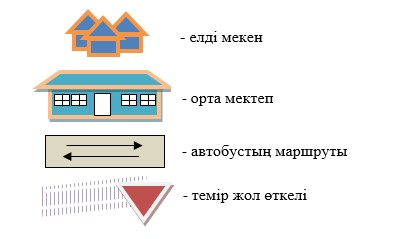 - елді мекен
- орта мектеп
- автобустың маршруты
- темір жол өткелі